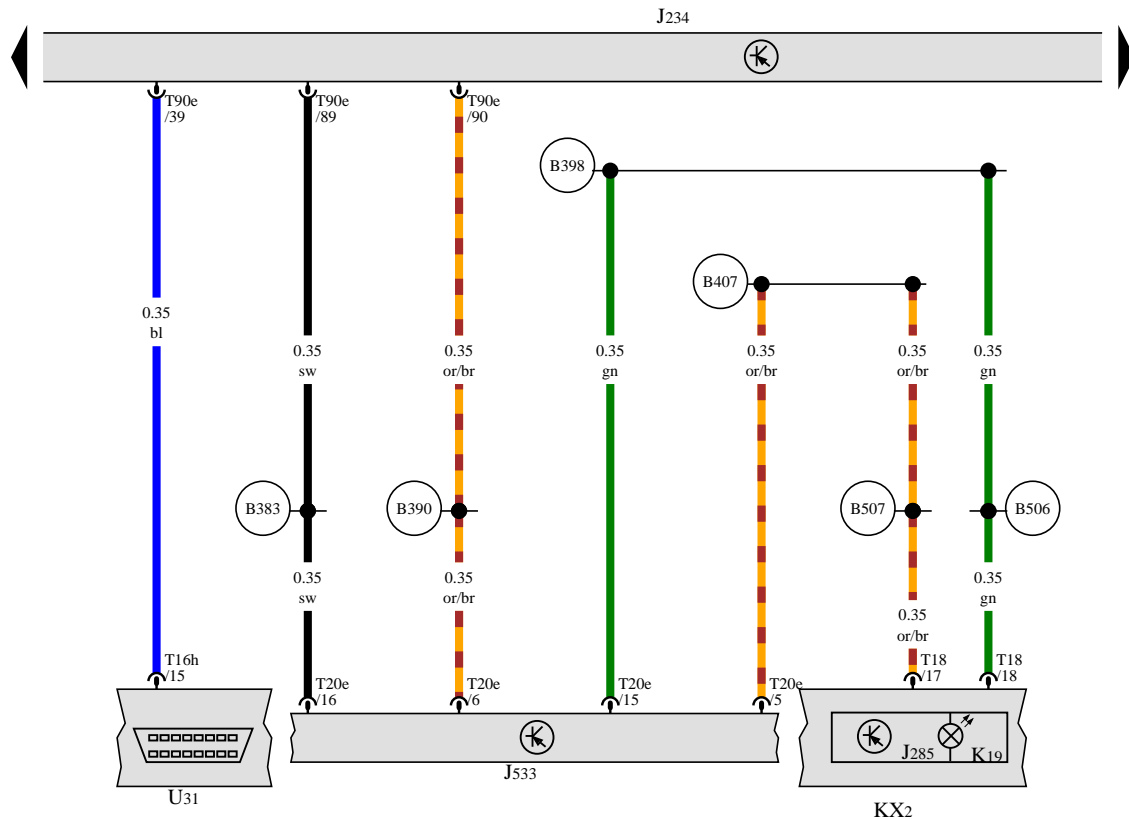 J234
T90e
/39
T90e
/89
T90e
/90
B398
B407
0.35
bl
0.35
sw
0.35
or/br
0.35
gn
0.35
or/br
0.35
or/br
0.35
gn
B383
B390
B507
B506
0.35
sw
0.35
or/br
0.35
or/br
0.35
gn
T16h
/15
T20e
/16
T20e
/6
T20e
/15
T20e
/5
T18
/17
T18
/18
J285
K19
U31
J533
KX2